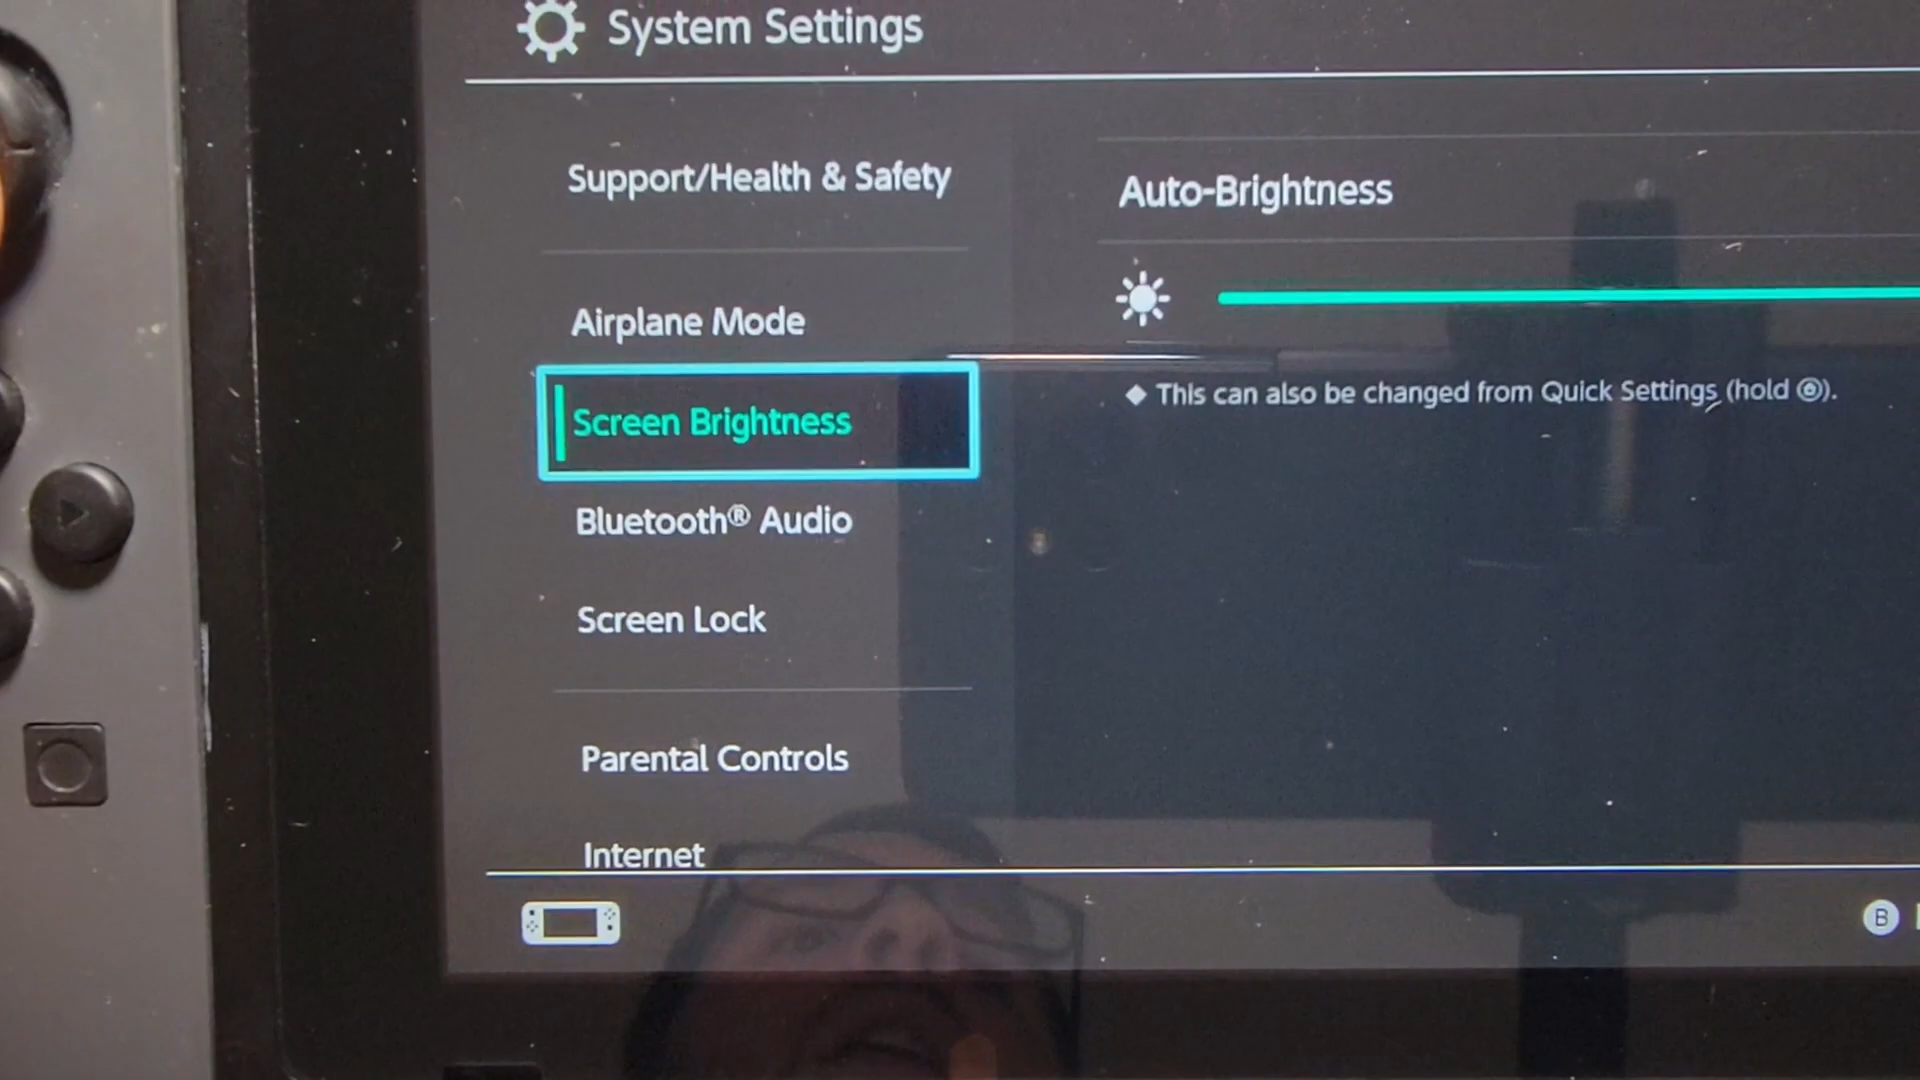 System Settings
Support/Health & Safety
Airplane Mode
Screen Brightness
Bluetooth® Audio
Screen Lock
Parental Controls
Internet
Auto-Brightness
◆ This can also be changed from Quick Settings (hold ).
B